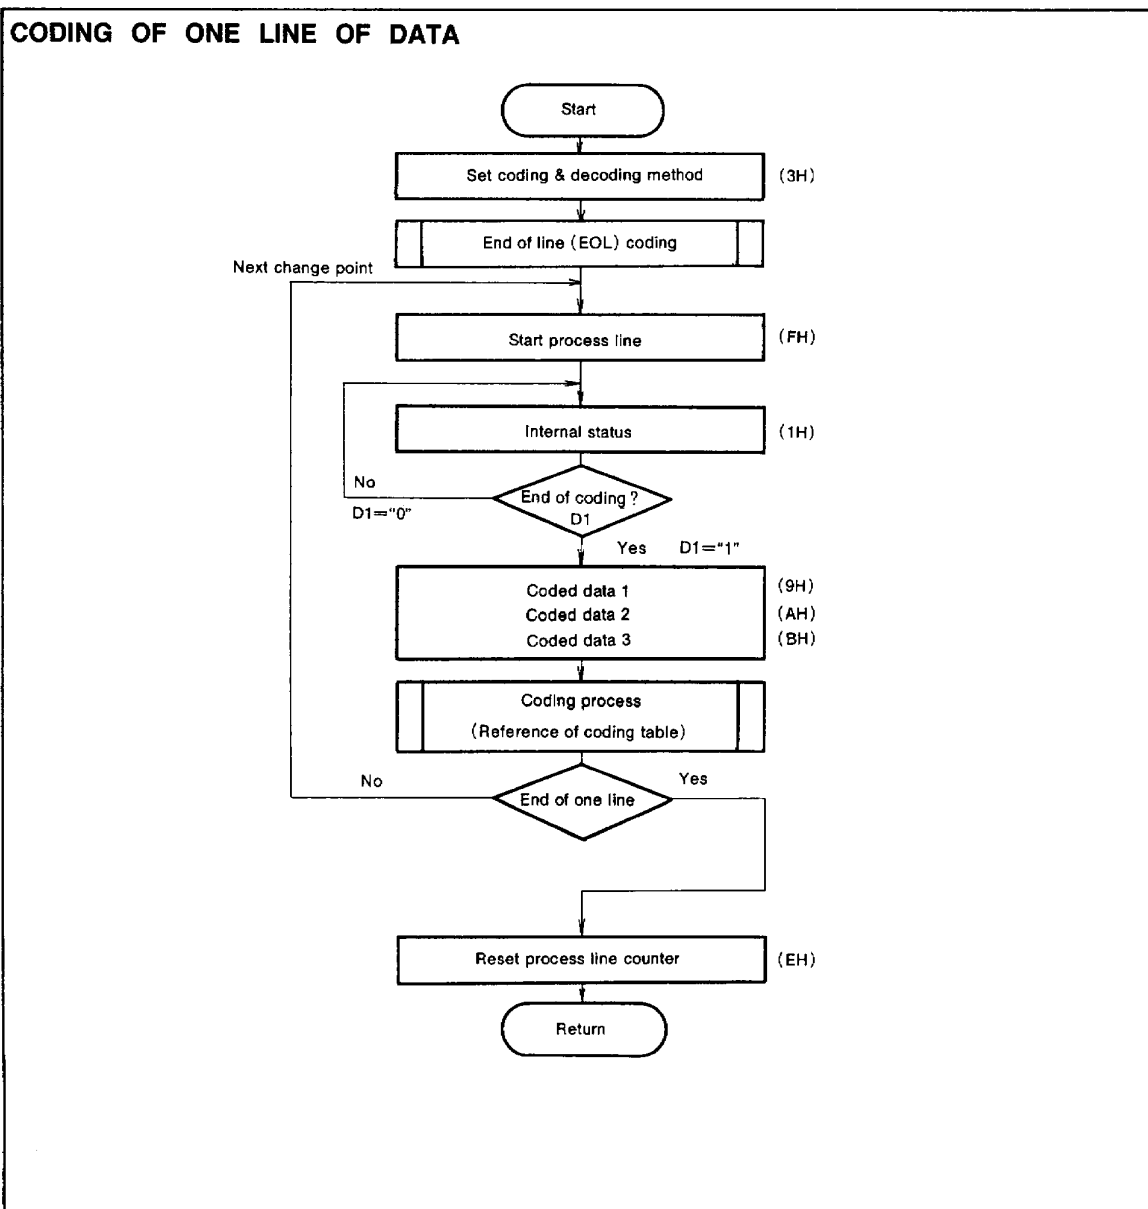 CODING OF ONE LINE OF DATA
Start
Set coding & decoding method (3H)
End of line (EOL) coding
Next change point
Start process line (FH)
Internal status (1H)
No
End of coding?
D1="0"
D1
Yes D1="1"
Coded data 1 (9H)
Coded data 2 (AH)
Coded data 3 (BH)
Coding process
(Reference of coding table)
No
Yes
End of one line
Reset process line counter (EH)
Return